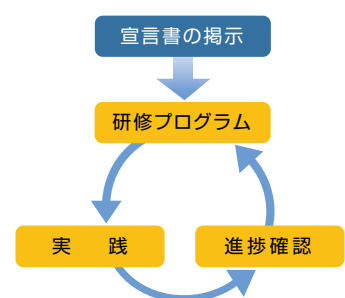 宣言書の掲示
研修プログラム
実　践
進捗確認